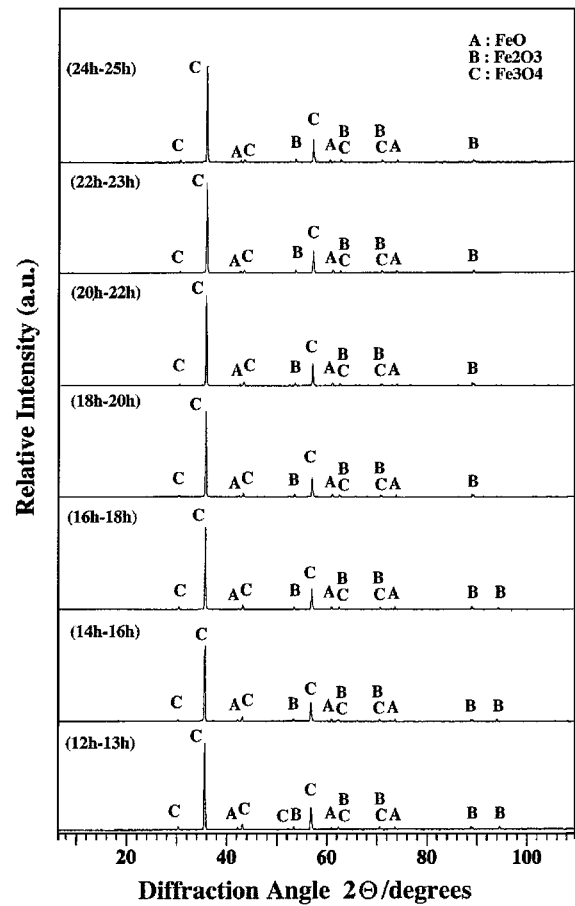 A : FeO
B : Fe2O3
C : Fe3O4
(24h-25h)
C
C
B B
C A C B C A C C A B
(22h-23h)
C
C
B B
C A C B A C C A B
(20h-22h)
C
C
B B
C A C B A C C A B
(18h-20h)
C
C
B B
C A C B A C C A B
(16h-18h)
C
C
B B
C A C B A C C A B B
(14h-16h)
C
C
B B
C A C B A C C A B B
(12h-13h)
C
C
B B
C A C C B A C C A B B
20 40 60 80 100
Diffraction Angle 2Θ/degrees
Relative Intensity (a.u.)